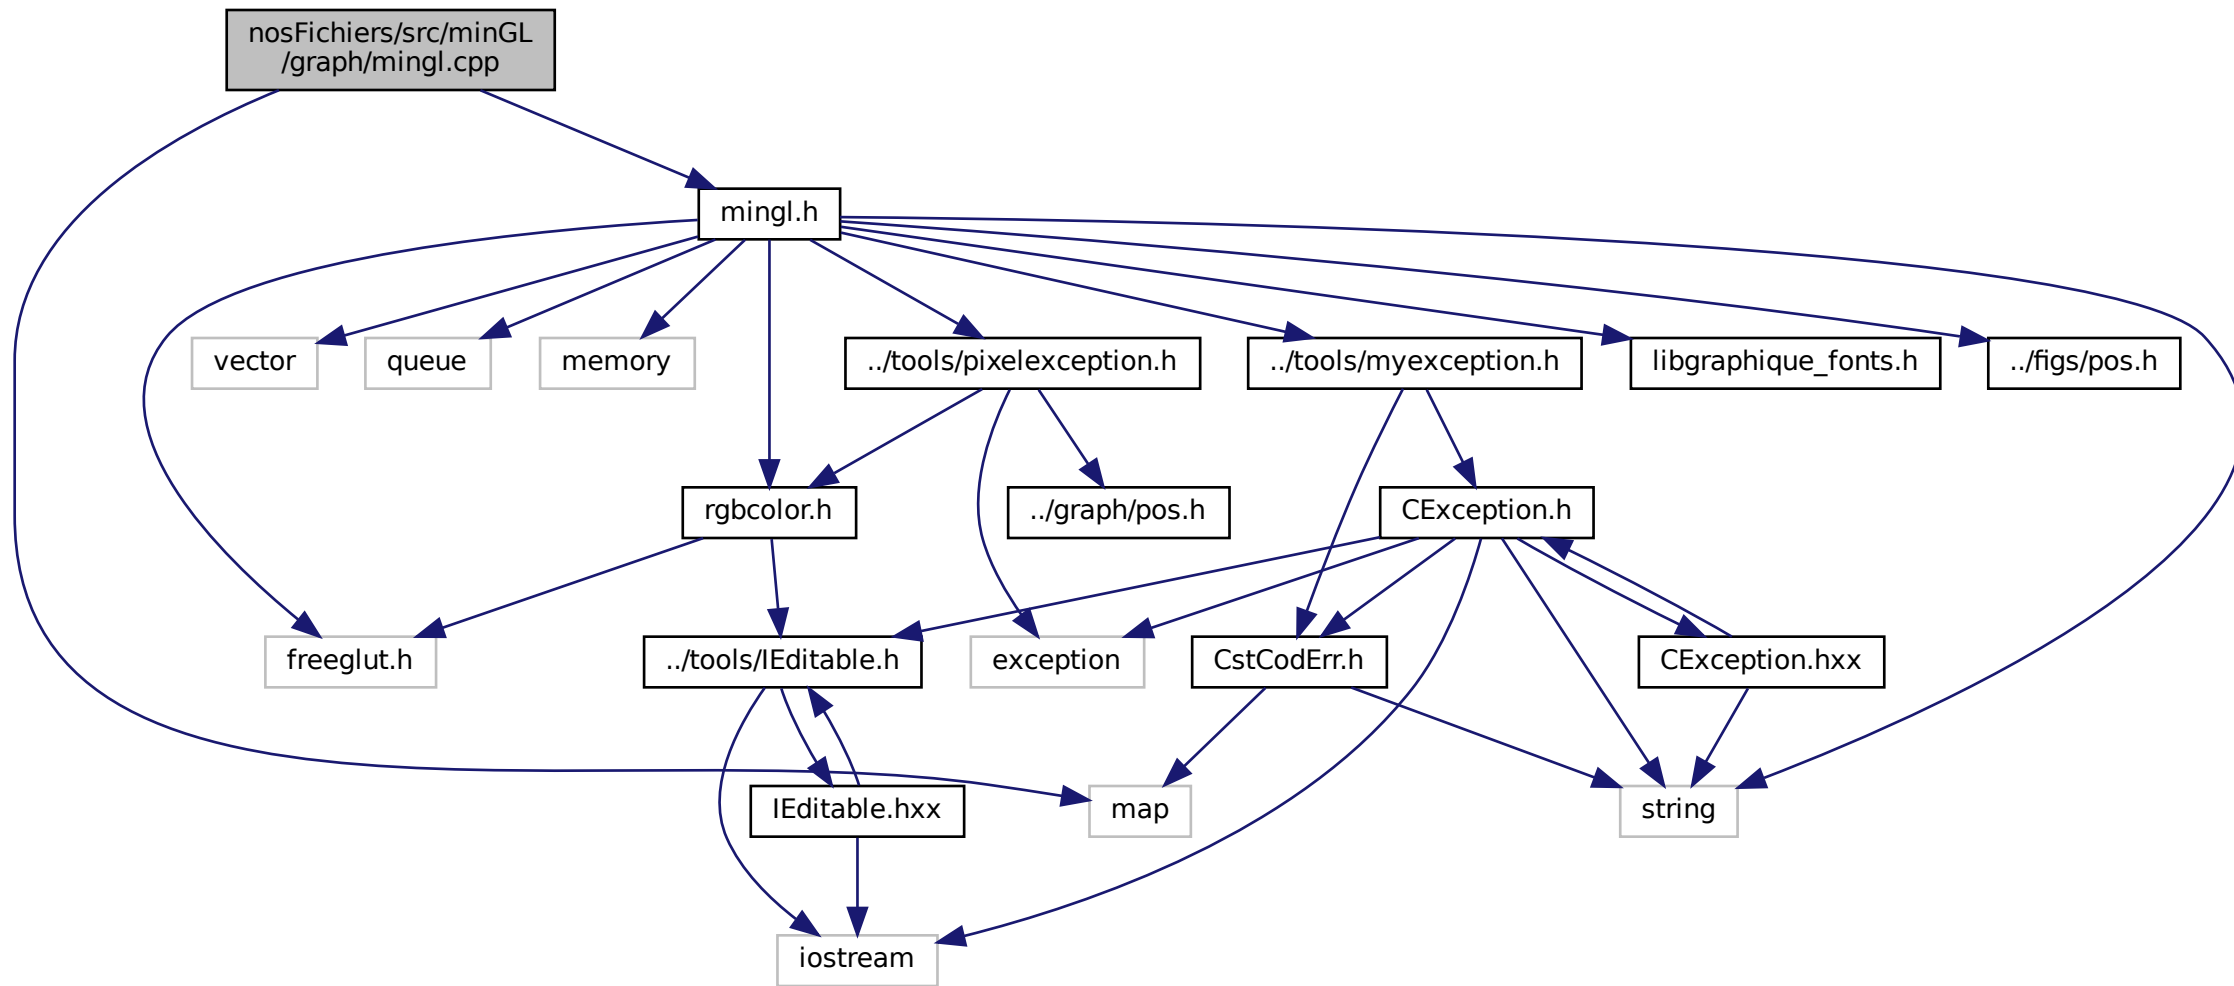 nosFichiers/src/minGL
/graph/mingl.cpp
mingl.h
vector
queue
memory
../tools/pixelexception.h
../tools/myexception.h
libgraphique_fonts.h
../figs/pos.h
rgbcolor.h
../graph/pos.h
CException.h
freeglut.h
../tools/IEditable.h
exception
CstCodErr.h
CException.hxx
IEditable.hxx
map
string
iostream